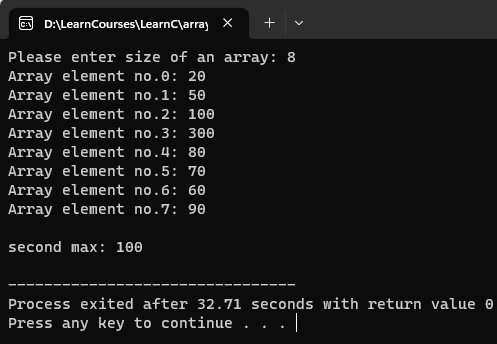 D:\LearnCourses\LearnC\array
Please enter size of an array: 8
Array element no.0: 20
Array element no.1: 50
Array element no.2: 100
Array element no.3: 300
Array element no.4: 80
Array element no.5: 70
Array element no.6: 60
Array element no.7: 90
second max: 100
--------------------------------
Process exited after 32.71 seconds with return value 0
Press any key to continue . . .